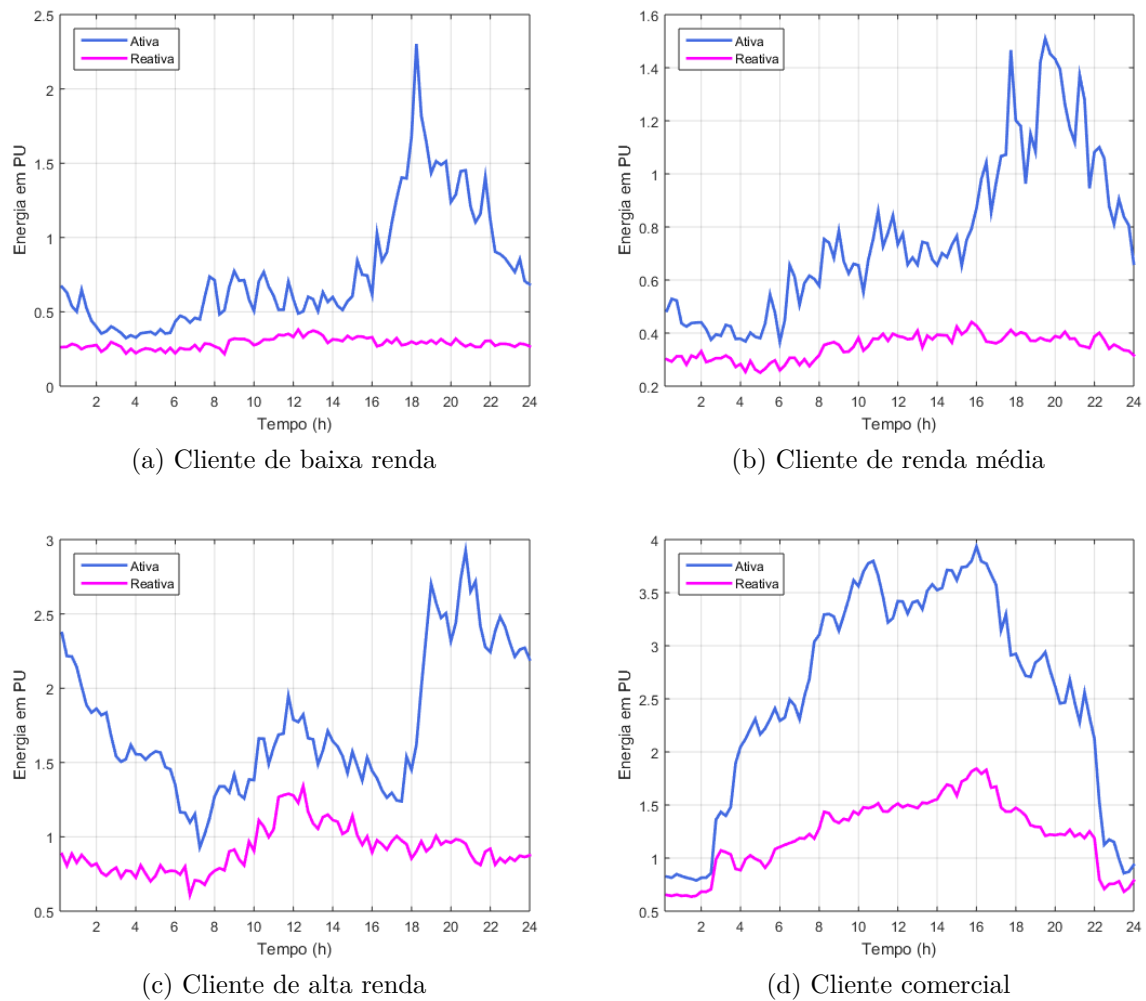 2.5
2
1.5
1
0.5
0
Energia em PU
Ativa
Reativa
2 4 6 8 10 12 14 16 18 20 22 24
Tempo (h)
(a) Cliente de baixa renda
1.6
1.4
1.2
1
0.8
0.6
0.4
0.2
Energia em PU
Ativa
Reativa
2 4 6 8 10 12 14 16 18 20 22 24
Tempo (h)
(b) Cliente de renda média
3
2.5
2
1.5
1
0.5
Energia em PU
Ativa
Reativa
2 4 6 8 10 12 14 16 18 20 22 24
Tempo (h)
(c) Cliente de alta renda
4
3.5
3
2.5
2
1.5
1
0.5
Energia em PU
Ativa
Reativa
2 4 6 8 10 12 14 16 18 20 22 24
Tempo (h)
(d) Cliente comercial